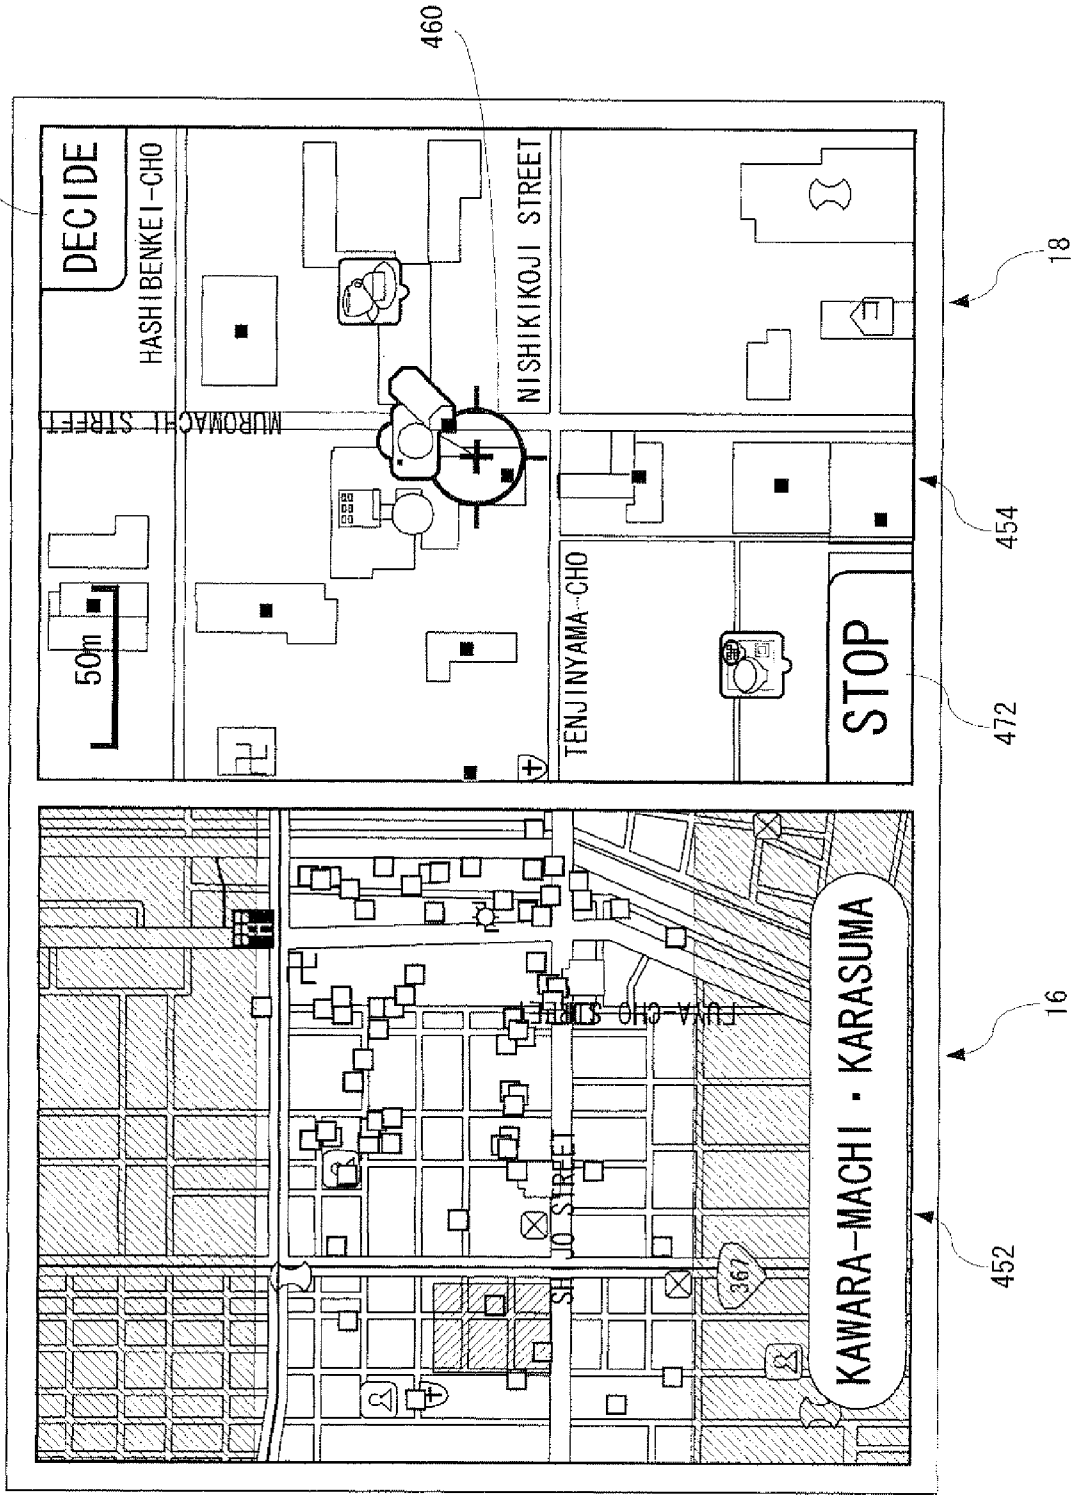 460
DECIDE
HASHIBENKEI-CHO
MUROMACHI STREET
NISHIKIKOJI STREET
50m
TENJINYAMA-CHO
STOP
18
454
472
FUYA-CHO STREET
SHIJO STREET
367
KAWARA-MACHI・KARASUMA
16
452